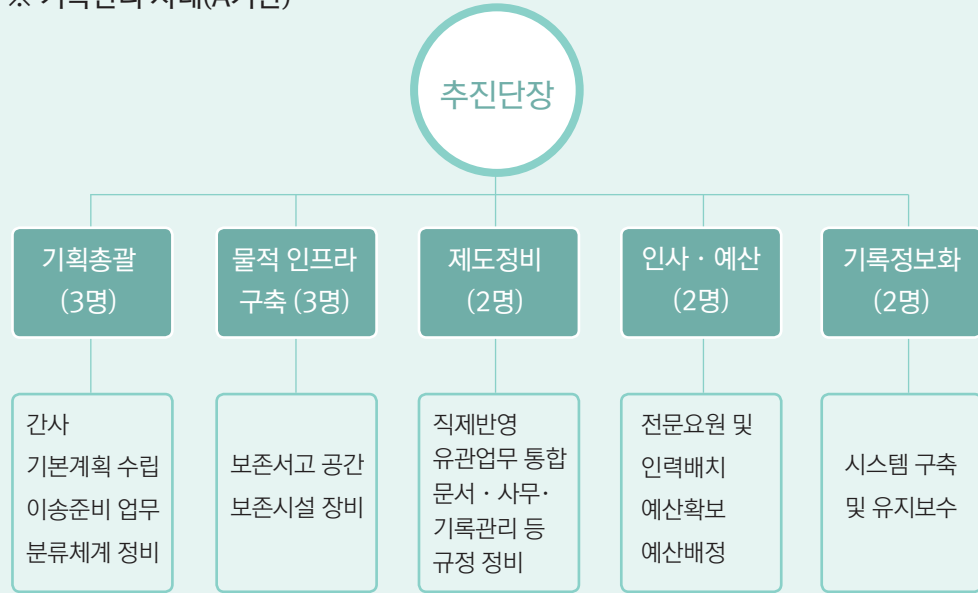 추진단장
기획총괄
(3명)
물적 인프라
구축 (3명)
제도정비
(2명)
인사 · 예산
(2명)
기록정보화
(2명)
간사
기본계획 수립
이송준비 업무
분류체계 정비
보존서고 공간
보존시설 장비
직제반영
유관업무 통합
문서 · 사무·
기록관리 등
규정 정비
전문요원 및
인력배치
예산확보
예산배정
시스템 구축
및 유지보수